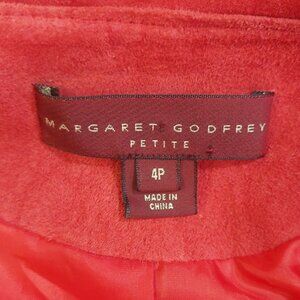 MARGARET GODFREY
PETITE
4P
MADE IN
CHINA